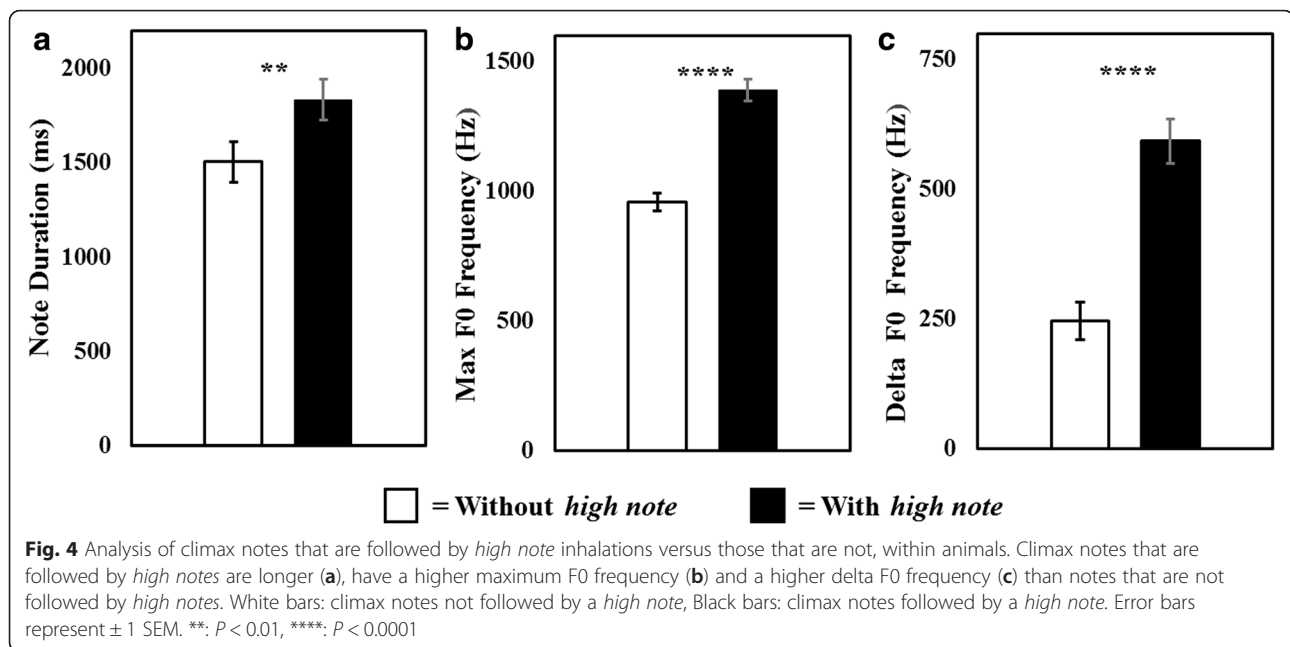 a
b
c
2000
1500
1000
500
0
Note Duration (ms)
**
1500
1000
500
0
Max F0 Frequency (Hz)
****
750
500
250
0
Delta F0 Frequency (Hz)
****
= Without high note
= With high note
Fig. 4 Analysis of climax notes that are followed by high note inhalations versus those that are not, within animals. Climax notes that are
followed by high notes are longer (a), have a higher maximum F0 frequency (b) and a higher delta F0 frequency (c) than notes that are not
followed by high notes. White bars: climax notes not followed by a high note, Black bars: climax notes followed by a high note. Error bars
represent ± 1 SEM. **: P < 0.01, ****: P < 0.0001